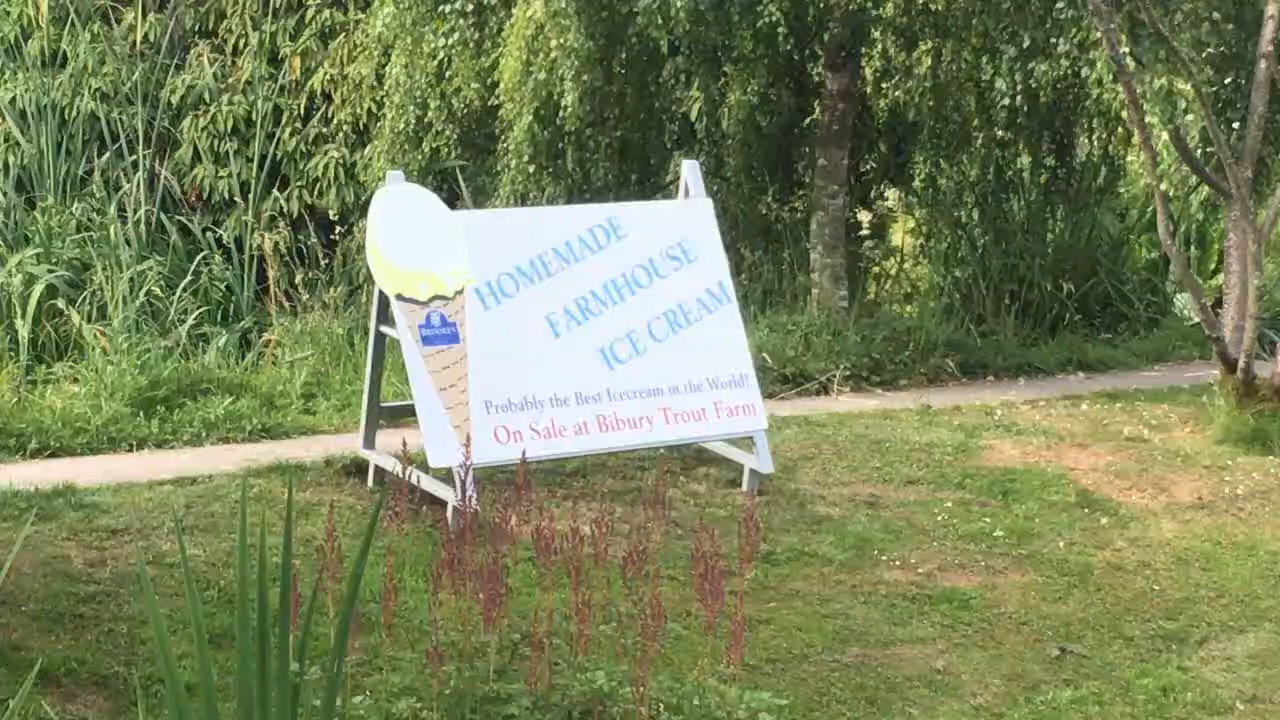 HOMEMADE
FARMHOUSE
ICE CREAM
Probably the Best Icecream in the World!
On Sale at Bibury Trout Farm